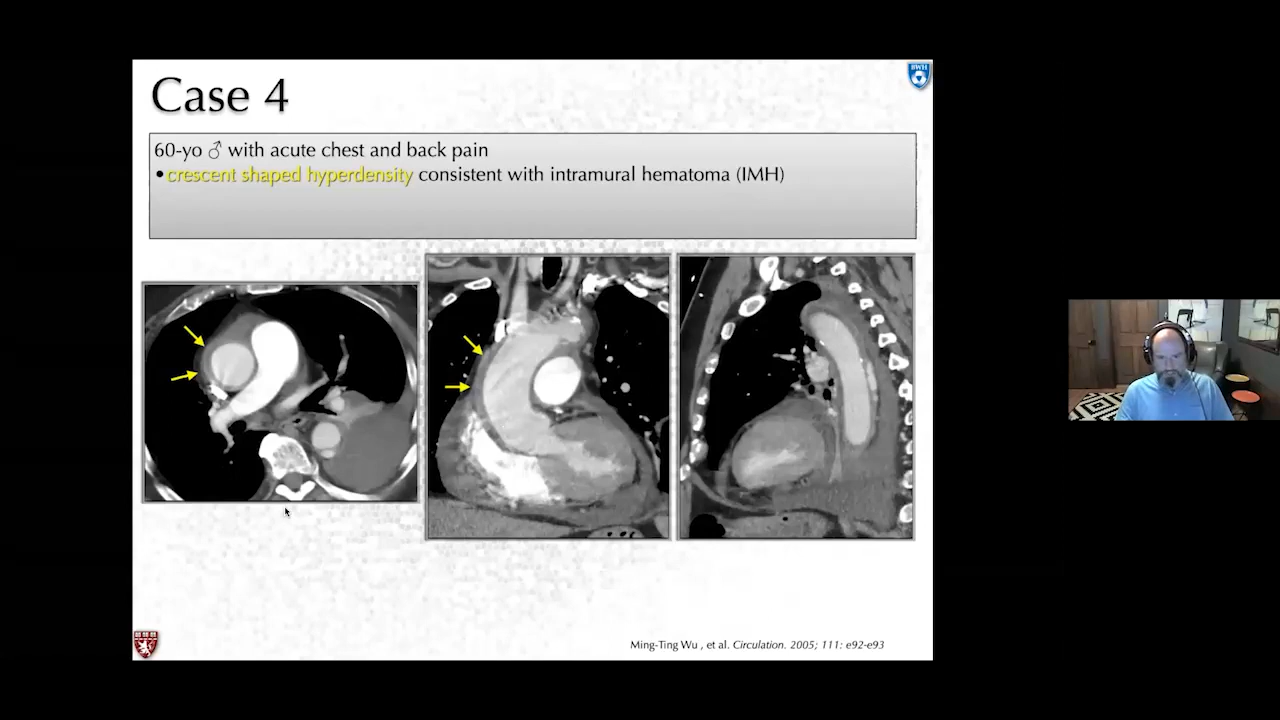 BWH
Case 4
60-yo ♂ with acute chest and back pain
•crescent shaped hyperdensity consistent with intramural hematoma (IMH)
Ming-Ting Wu , et al. Circulation. 2005; 111: e92-e93